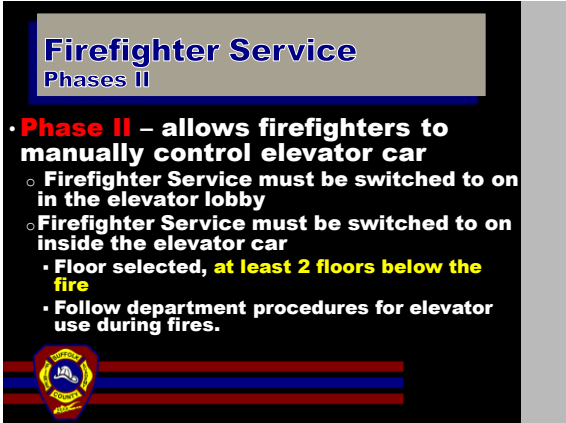 Firefighter Service
Phases II
• Phase II – allows firefighters to
manually control elevator car
○ Firefighter Service must be switched to on
in the elevator lobby
○ Firefighter Service must be switched to on
inside the elevator car
▪ Floor selected, at least 2 floors below the
fire
▪ Follow department procedures for elevator
use during fires.
SUFFOLK
COUNTY